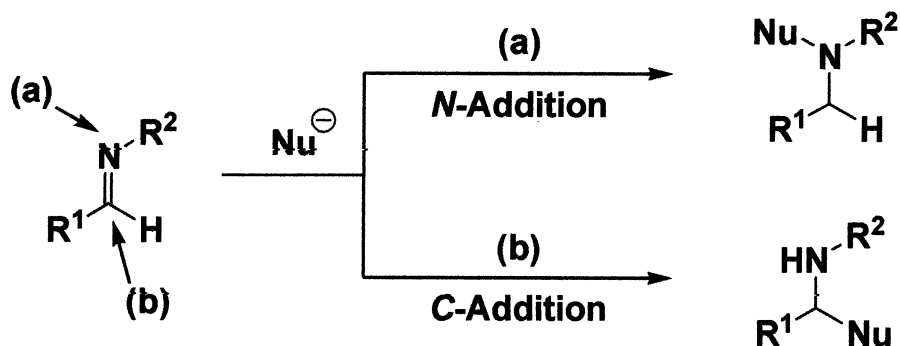 (a)
N
R²
R¹
H
(b)
Nu⊖
(a)
N-Addition
(b)
C-Addition
Nu
N
R²
R¹
H
HN
R²
R¹
Nu